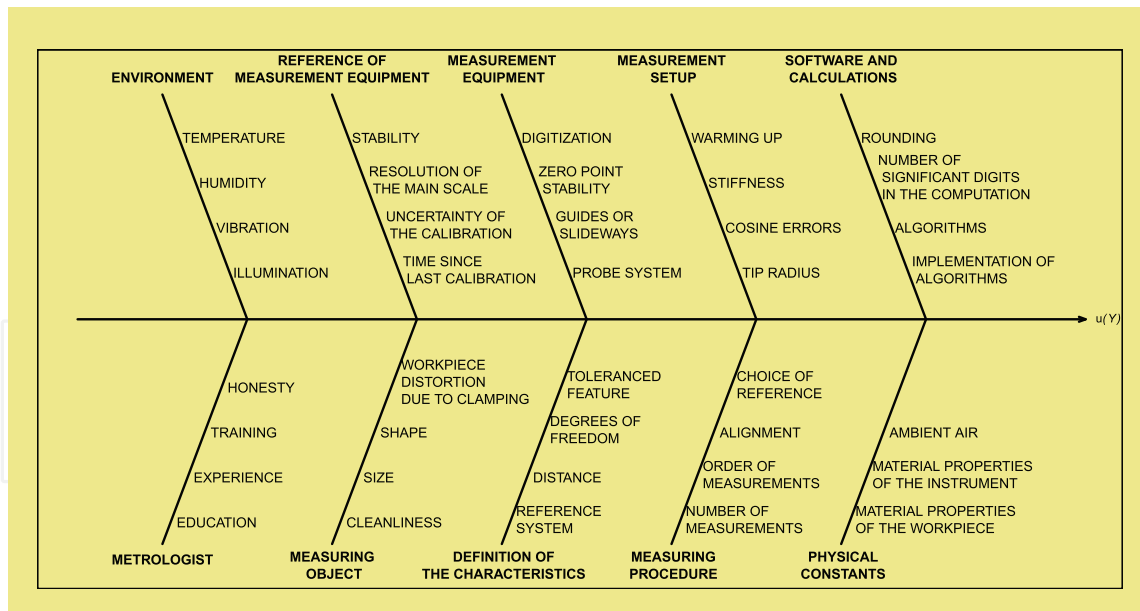 ENVIRONMENT
TEMPERATURE
HUMIDITY
VIBRATION
ILLUMINATION
REFERENCE OF
MEASUREMENT EQUIPMENT
STABILITY
RESOLUTION OF
THE MAIN SCALE
UNCERTAINTY OF
THE CALIBRATION
TIME SINCE
LAST CALIBRATION
MEASUREMENT
EQUIPMENT
DIGITIZATION
ZERO POINT
STABILITY
GUIDES OR
SLIDEWAYS
PROBE SYSTEM
MEASUREMENT
SETUP
WARMING UP
STIFFNESS
COSINE ERRORS
TIP RADIUS
SOFTWARE AND
CALCULATIONS
ROUNDING
NUMBER OF
SIGNIFICANT DIGITS
IN THE COMPUTATION
ALGORITHMS
IMPLEMENTATION OF
ALGORITHMS
u(Y)
HONESTY
TRAINING
EXPERIENCE
EDUCATION
METROLOGIST
WORKPIECE
DISTORTION
DUE TO CLAMPING
SHAPE
SIZE
CLEANLINESS
MEASURING
OBJECT
TOLERANCED
FEATURE
DEGREES OF
FREEDOM
DISTANCE
REFERENCE
SYSTEM
DEFINITION OF
THE CHARACTERISTICS
CHOICE OF
REFERENCE
ALIGNMENT
ORDER OF
MEASUREMENTS
NUMBER OF
MEASUREMENTS
MEASURING
PROCEDURE
AMBIENT AIR
MATERIAL PROPERTIES
OF THE INSTRUMENT
MATERIAL PROPERTIES
OF THE WORKPIECE
PHYSICAL
CONSTANTS